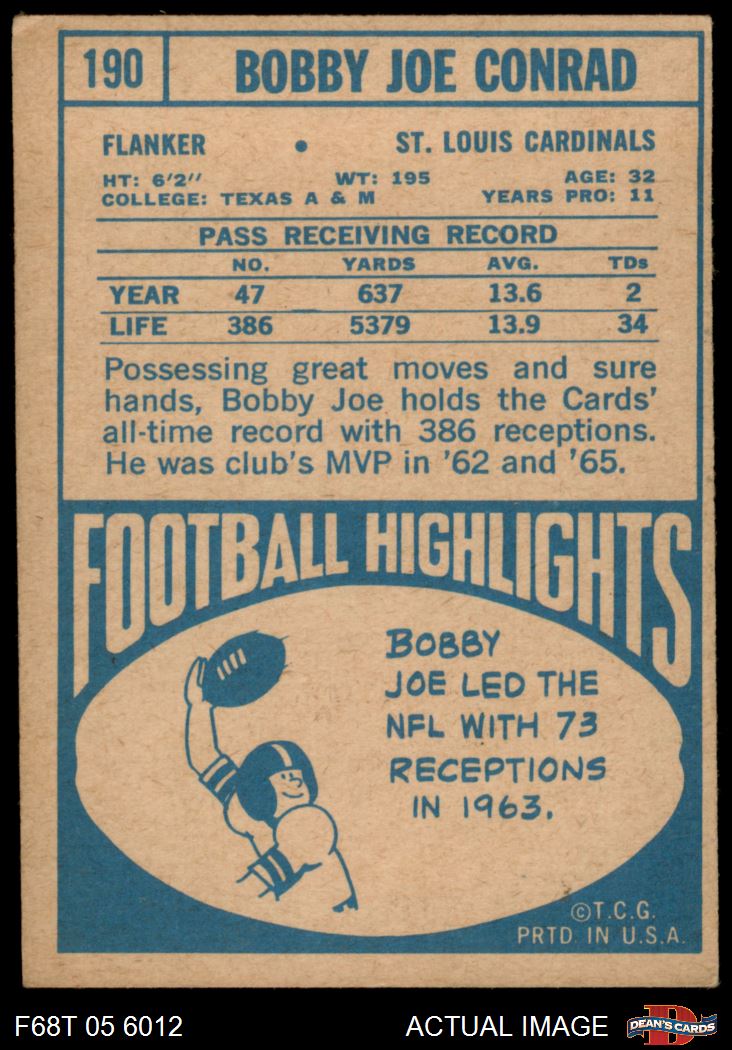 190 BOBBY JOE CONRAD
FLANKER • ST. LOUIS CARDINALS
HT: 6'2" WT: 195 AGE: 32
COLLEGE: TEXAS A & M YEARS PRO: 11
PASS RECEIVING RECORD
NO. YARDS AVG. TDs
YEAR 47 637 13.6 2
LIFE 386 5379 13.9 34
Possessing great moves and sure
hands, Bobby Joe holds the Cards'
all-time record with 386 receptions.
He was club's MVP in '62 and '65.
FOOTBALL HIGHLIGHTS
BOBBY
JOE LED THE
NFL WITH 73
RECEPTIONS
IN 1963.
©T.C.G.
PRTD. IN U.S.A.
F68T 05 6012 ACTUAL IMAGE D DEAN'S CARDS